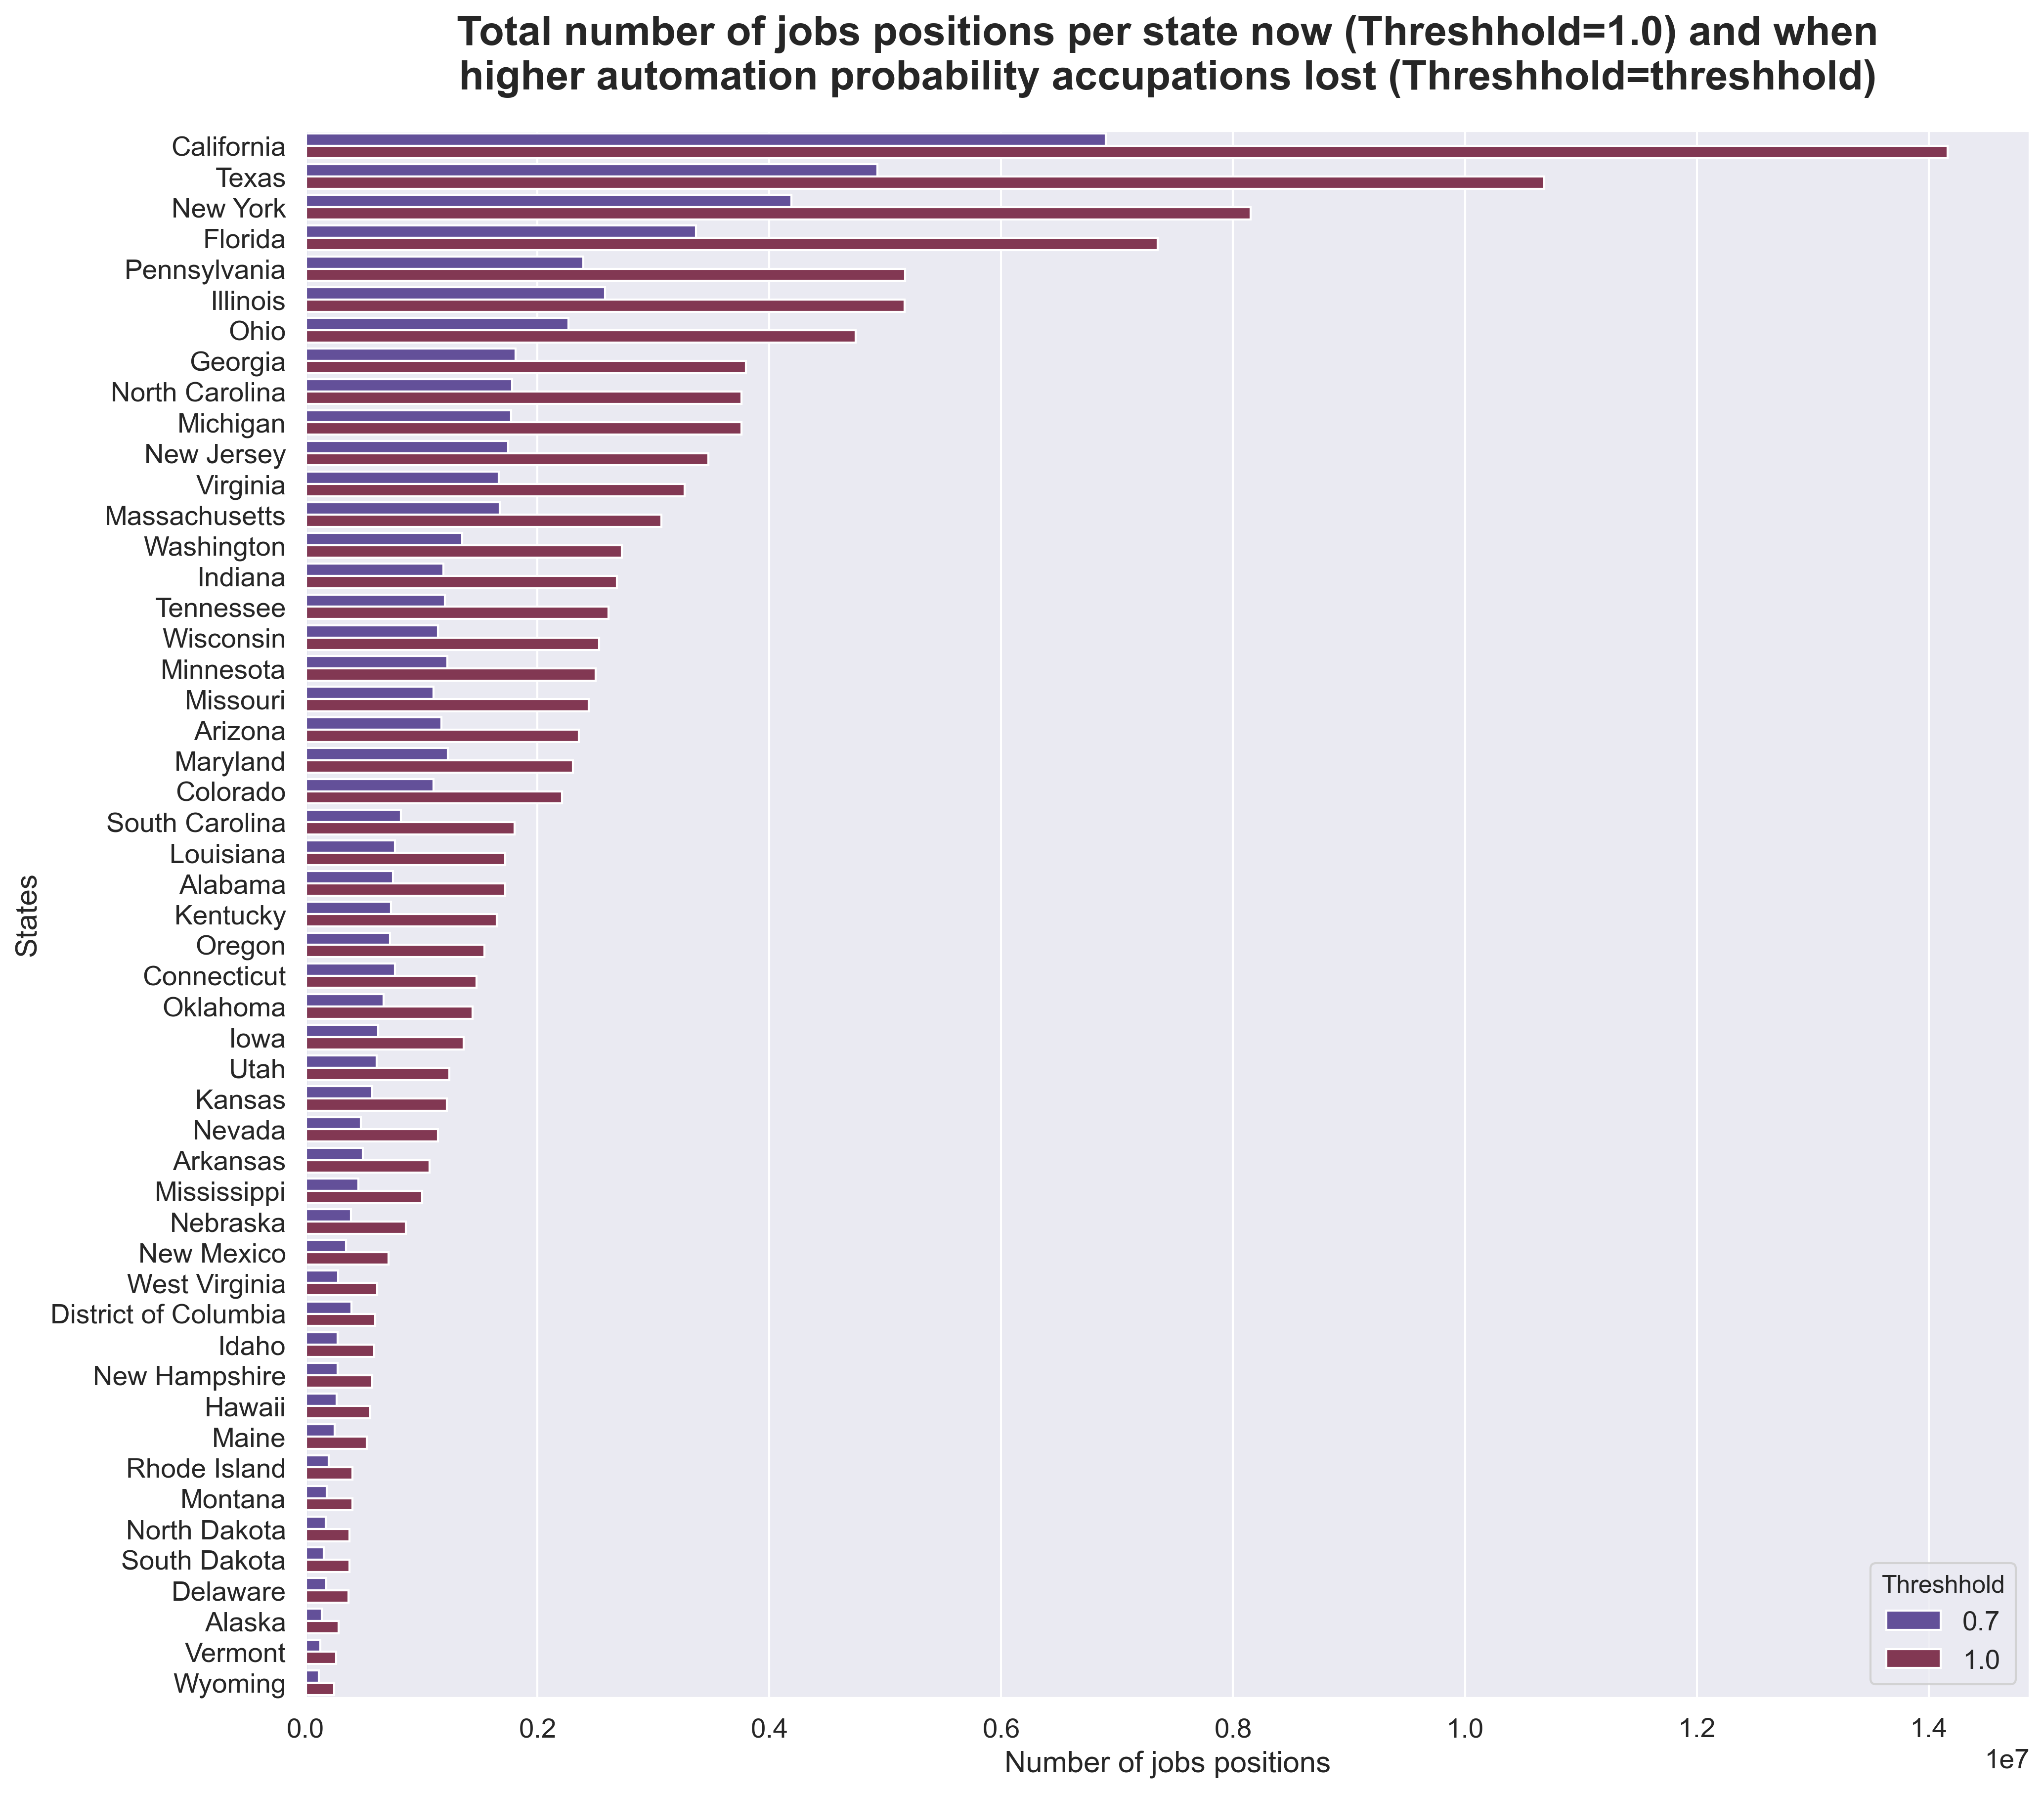 Total number of jobs positions per state now (Threshhold=1.0) and when
higher automation probability accupations lost (Threshhold=threshhold)
States
California
Texas
New York
Florida
Pennsylvania
Illinois
Ohio
Georgia
North Carolina
Michigan
New Jersey
Virginia
Massachusetts
Washington
Indiana
Tennessee
Wisconsin
Minnesota
Missouri
Arizona
Maryland
Colorado
South Carolina
Louisiana
Alabama
Kentucky
Oregon
Connecticut
Oklahoma
Iowa
Utah
Kansas
Nevada
Arkansas
Mississippi
Nebraska
New Mexico
West Virginia
District of Columbia
Idaho
New Hampshire
Hawaii
Maine
Rhode Island
Montana
North Dakota
South Dakota
Delaware
Alaska
Vermont
Wyoming
Threshhold
0.7
1.0
0.0 0.2 0.4 0.6 0.8 1.0 1.2 1.4
Number of jobs positions
1e7